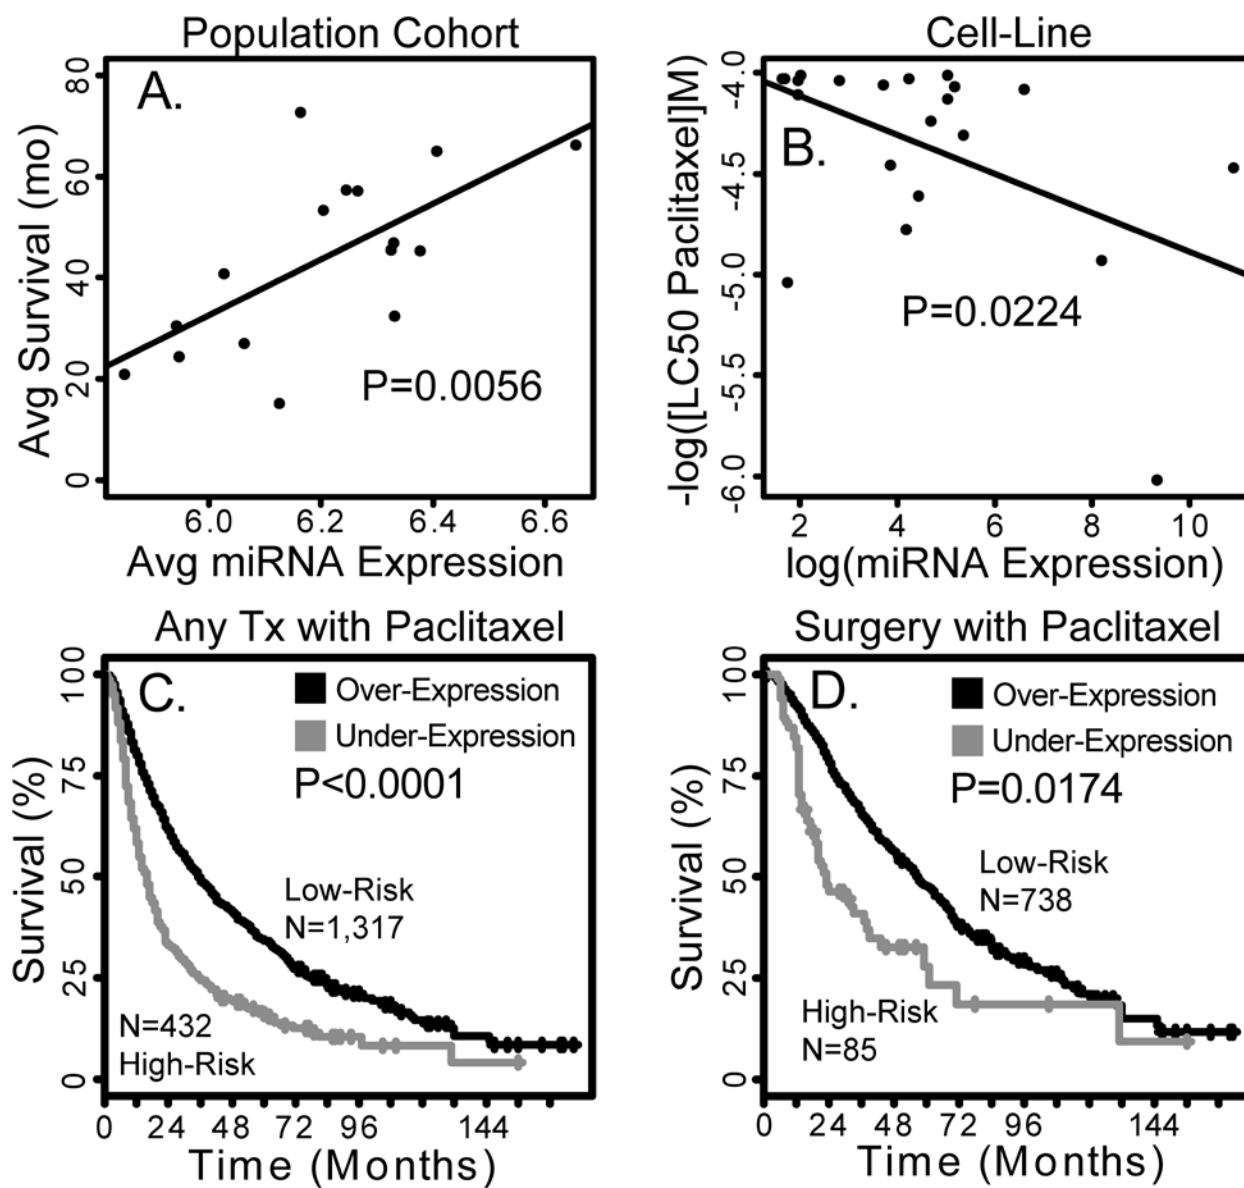 Population Cohort
A.
Avg Survival (mo)
80
60
40
20
0
P=0.0056
6.0 6.2 6.4 6.6
Avg miRNA Expression
Cell-Line
B.
-log([LC50 Paclitaxel]M)
-4.0
-4.5
-5.0
-5.5
-6.0
P=0.0224
2 4 6 8 10
log(miRNA Expression)
Any Tx with Paclitaxel
C.
Survival (%)
100
75
50
25
0
Over-Expression
Under-Expression
P<0.0001
Low-Risk
N=1,317
N=432
High-Risk
0 24 48 72 96 144
Time (Months)
Surgery with Paclitaxel
D.
Survival (%)
100
75
50
25
0
Over-Expression
Under-Expression
P=0.0174
Low-Risk
N=738
High-Risk
N=85
0 24 48 72 96 144
Time (Months)